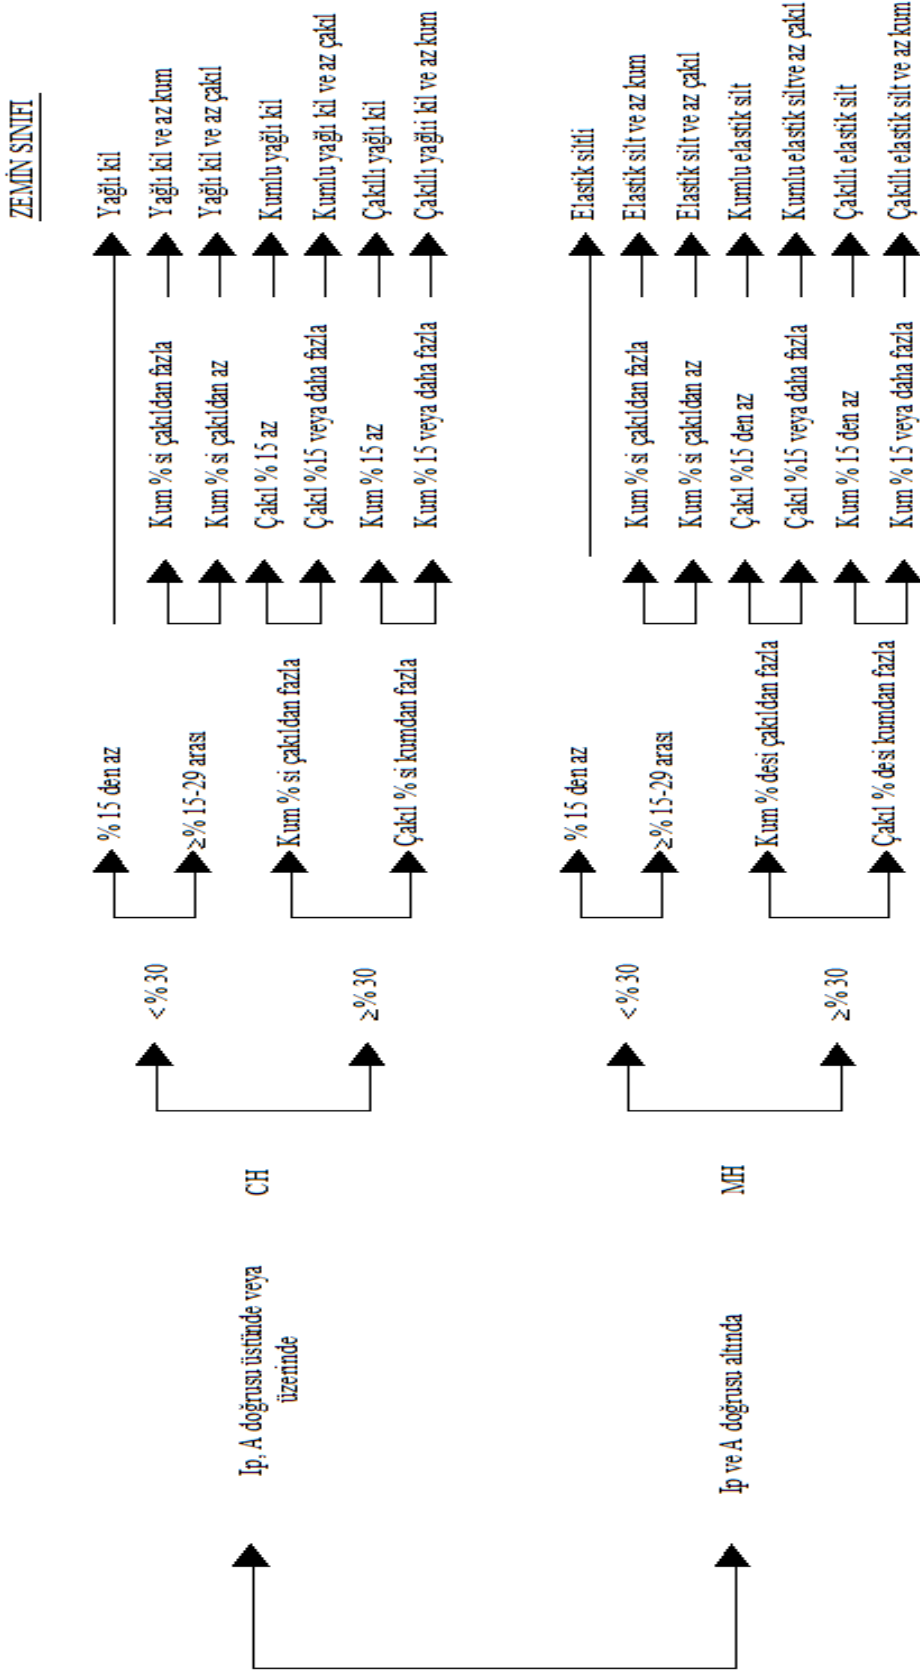 ZEMİN SINIFI
Ip, A doğrusu üstünde veya
üzerinde
CH
< % 30
% 15 den az
Yağlı kil
≥% 15-29 arası
Kum % si çakıldan fazla
Yağlı kil ve az kum
Kum % si çakıldan az
Yağlı kil ve az çakıl
≥% 30
Kum % si çakıldan fazla
Çakıl % 15 az
Kumlu yağlı kil
Çakıl %15 veya daha fazla
Kumlu yağlı kil ve az çakıl
Çakıl % si kumdan fazla
Kum % 15 az
Çakıllı yağlı kil
Kum % 15 veya daha fazla
Çakıllı yağlıı kil ve az kum
Ip ve A doğrusu altında
MH
< % 30
% 15 den az
Elastik siltli
≥% 15-29 arası
Kum % si çakıldan fazla
Elastik silt ve az kum
Kum % si çakıldan az
Elastik silt ve az çakıl
≥% 30
Kum % desi çakıldan fazla
Çakıl %15 den az
Kumlu elastik silt
Çakıl %15 veya daha fazla
Kumlu elastik siltve az çakıl
Çakıl % desi kumdan fazla
Kum % 15 den az
Çakıllı elastik silt
Kum % 15 veya daha fazla
Çakıllı elastik silt ve az kum